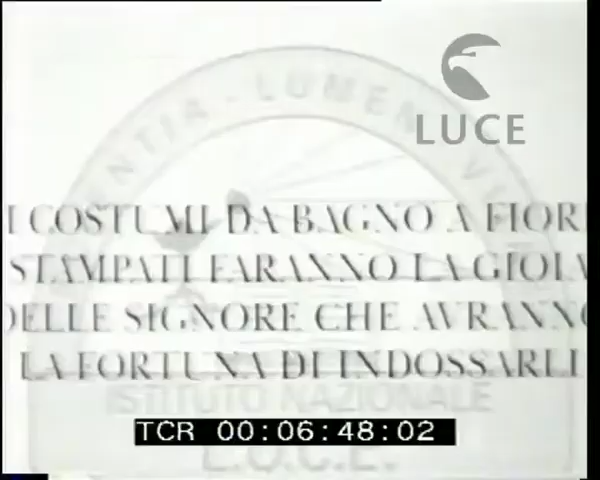 LUCE
LUMEN
I COSTUMI DA BAGNO A FIORI
STAMPATI FARANNO LA GIOIA
DELLE SIGNORE CHE AVRANNO
LA FORTUNA DI INDOSSARLI
ISTITUTO NAZIONALE
L.U.C.E.
TCR 00:06:48:02